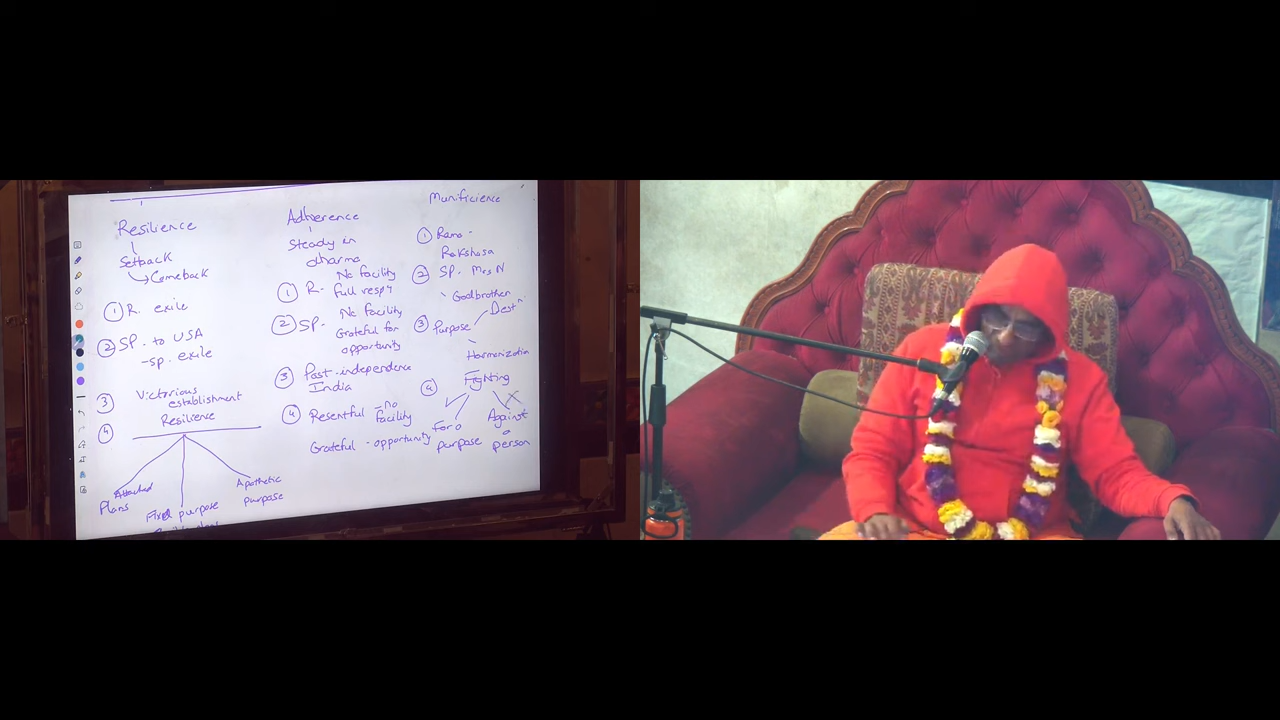 Resilience
Setback
Comeback
① R. exile
② SP. to USA
-sp. exile
③ Victorious
establishment
④ Resilience
Attached
Plans
Fixed purpose
Apathetic
purpose
Adherence
Steady in
dharma
No facility
① R- full resp
No facility
② SP- Grateful for
opportunity
③ Post-independence
India
④ Resentful - no
facility
Grateful - opportunity
Munificience
① Rama -
Rakshasa
② SP- Mrs N
Godbrother
③ Purpose
Harmonization
④ Fighting
For a
purpose
Against
a
person